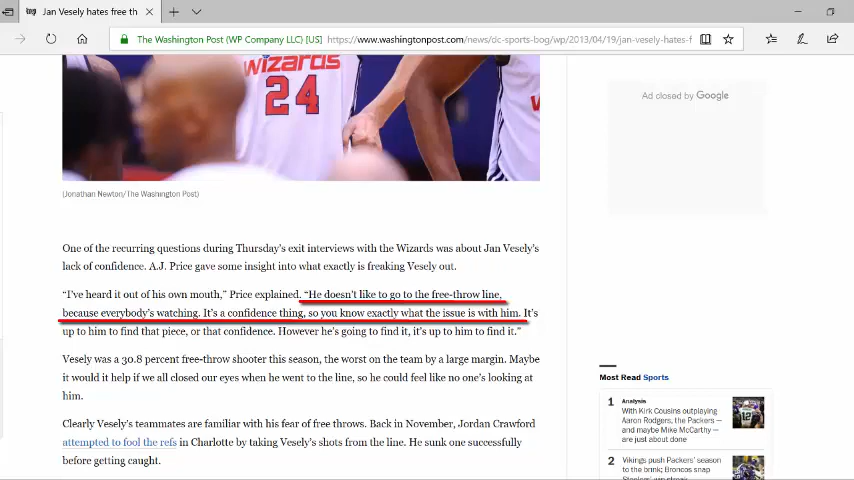 Jan Vesely hates free th
The Washington Post (WP Company LLC) [US]
https://www.washingtonpost.com/news/dc-sports-bog/wp/2013/04/19/jan-vesely-hates-f
wizards
24
Ad closed by Google
(Jonathan Newton/The Washington Post)
One of the recurring questions during Thursday's exit interviews with the Wizards was about Jan Vesely's
lack of confidence. A.J. Price gave some insight into what exactly is freaking Vesely out.
“I've heard it out of his own mouth,” Price explained. “He doesn't like to go to the free-throw line,
because everybody's watching. It's a confidence thing, so you know exactly what the issue is with him. It's
up to him to find that piece, or that confidence. However he's going to find it, it's up to him to find it.”
Vesely was a 30.8 percent free-throw shooter this season, the worst on the team by a large margin. Maybe
it would it help if we all closed our eyes when he went to the line, so he could feel like no one's looking at
him.
Clearly Vesely's teammates are familiar with his fear of free throws. Back in November, Jordan Crawford
attempted to fool the refs in Charlotte by taking Vesely's shots from the line. He sunk one successfully
before getting caught.
Most Read Sports
1 Analysis
With Kirk Cousins outplaying
Aaron Rodgers, the Packers —
and maybe Mike McCarthy —
are just about done
2 Vikings push Packers' season
to the brink; Broncos snap
Steelers' win streak